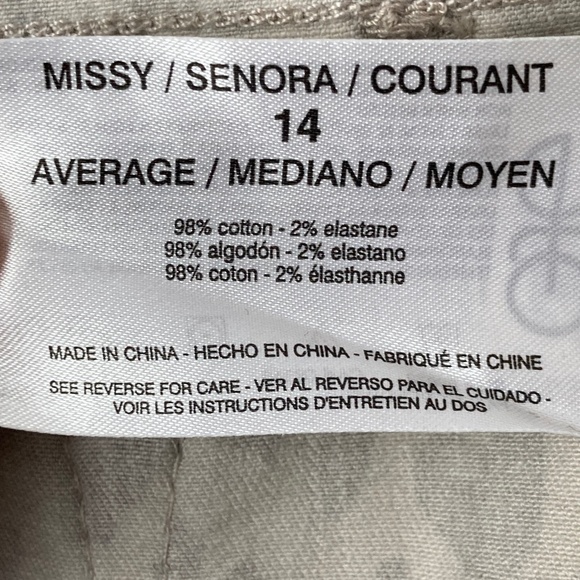 MISSY / SENORA / COURANT
14
AVERAGE / MEDIANO / MOYEN
98% cotton - 2% elastane
98% algodón - 2% elastano
98% coton - 2% élasthanne
MADE IN CHINA - HECHO EN CHINA - FABRIQUÉ EN CHINE
SEE REVERSE FOR CARE - VER AL REVERSO PARA EL CUIDADO -
VOIR LES INSTRUCTIONS D'ENTRETIEN AU DOS